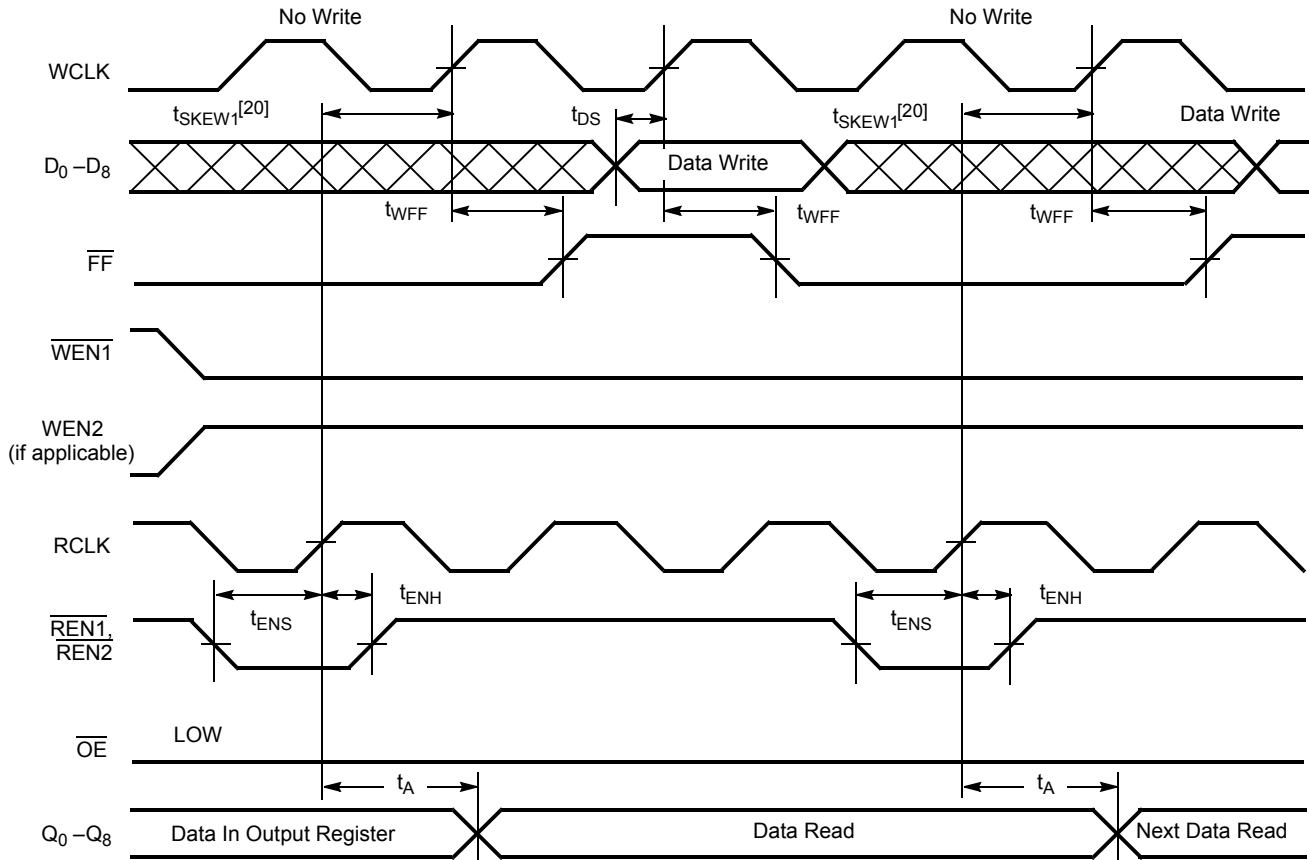 No Write
No Write
WCLK
tSKEW1[20]
tDS
tSKEW1[20]
Data Write
D0 –D8
Data Write
tWFF
tWFF
tWFF
FF
WEN1
WEN2
(if applicable)
RCLK
tENS
tENH
tENS
tENH
REN1,
REN2
LOW
OE
tA
tA
Q0 –Q8
Data In Output Register
Data Read
Next Data Read